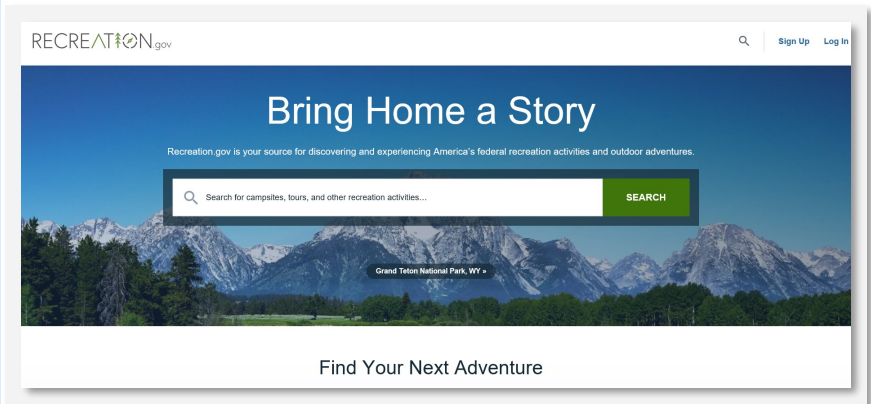 RECREATION.gov
Sign Up Log In
Bring Home a Story
Recreation.gov is your source for discovering and experiencing America's federal recreation activities and outdoor adventures.
Search for campsites, tours, and other recreation activities...
SEARCH
Grand Teton National Park, WY »
Find Your Next Adventure